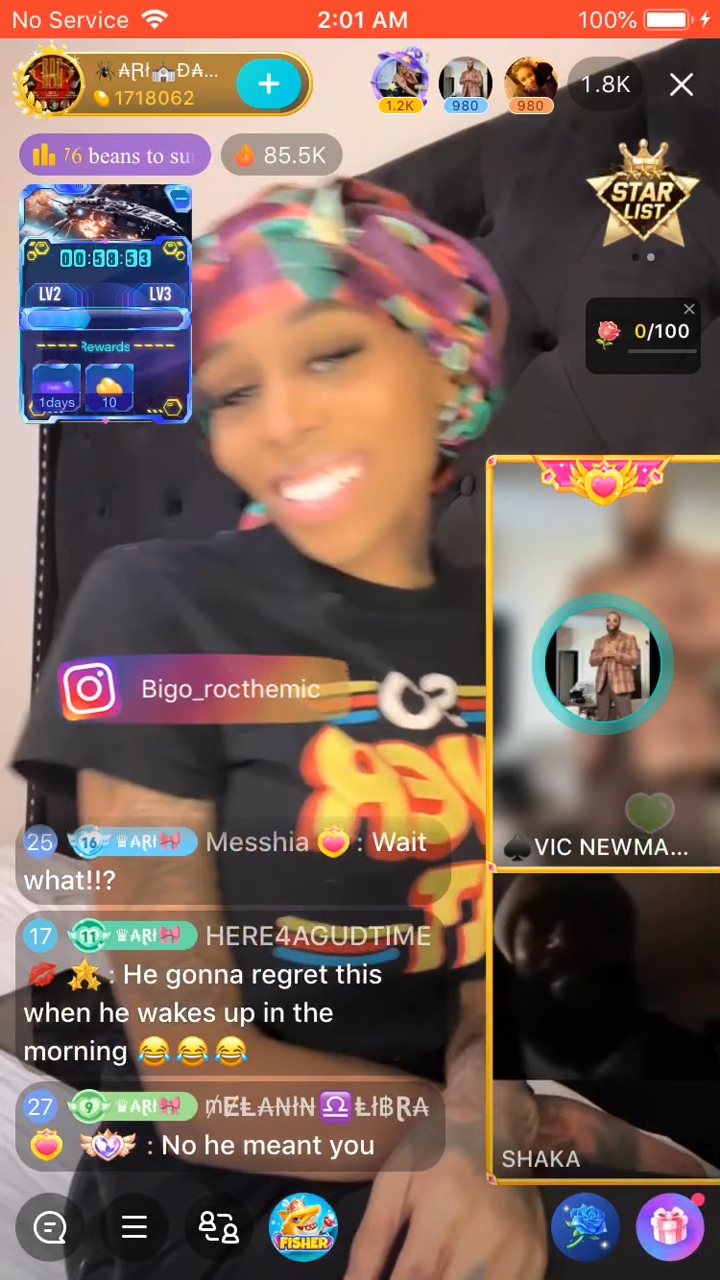 No Service 2:01 AM 100%
ĐA...
1718062
1.2K 980 980 1.8K
76 beans to su
85.5K
STAR
LIST
00:58:53
LV2 LV3
Rewards
1days 10
0/100
Bigo_rocthemic
VIC NEWMA...
25 16 Messhia : Wait
what!!?
17 11 HERE4AGUDTIME
: He gonna regret this
when he wakes up in the
morning 😂😂😂
27 9
: No he meant you
SHAKA
FISHER